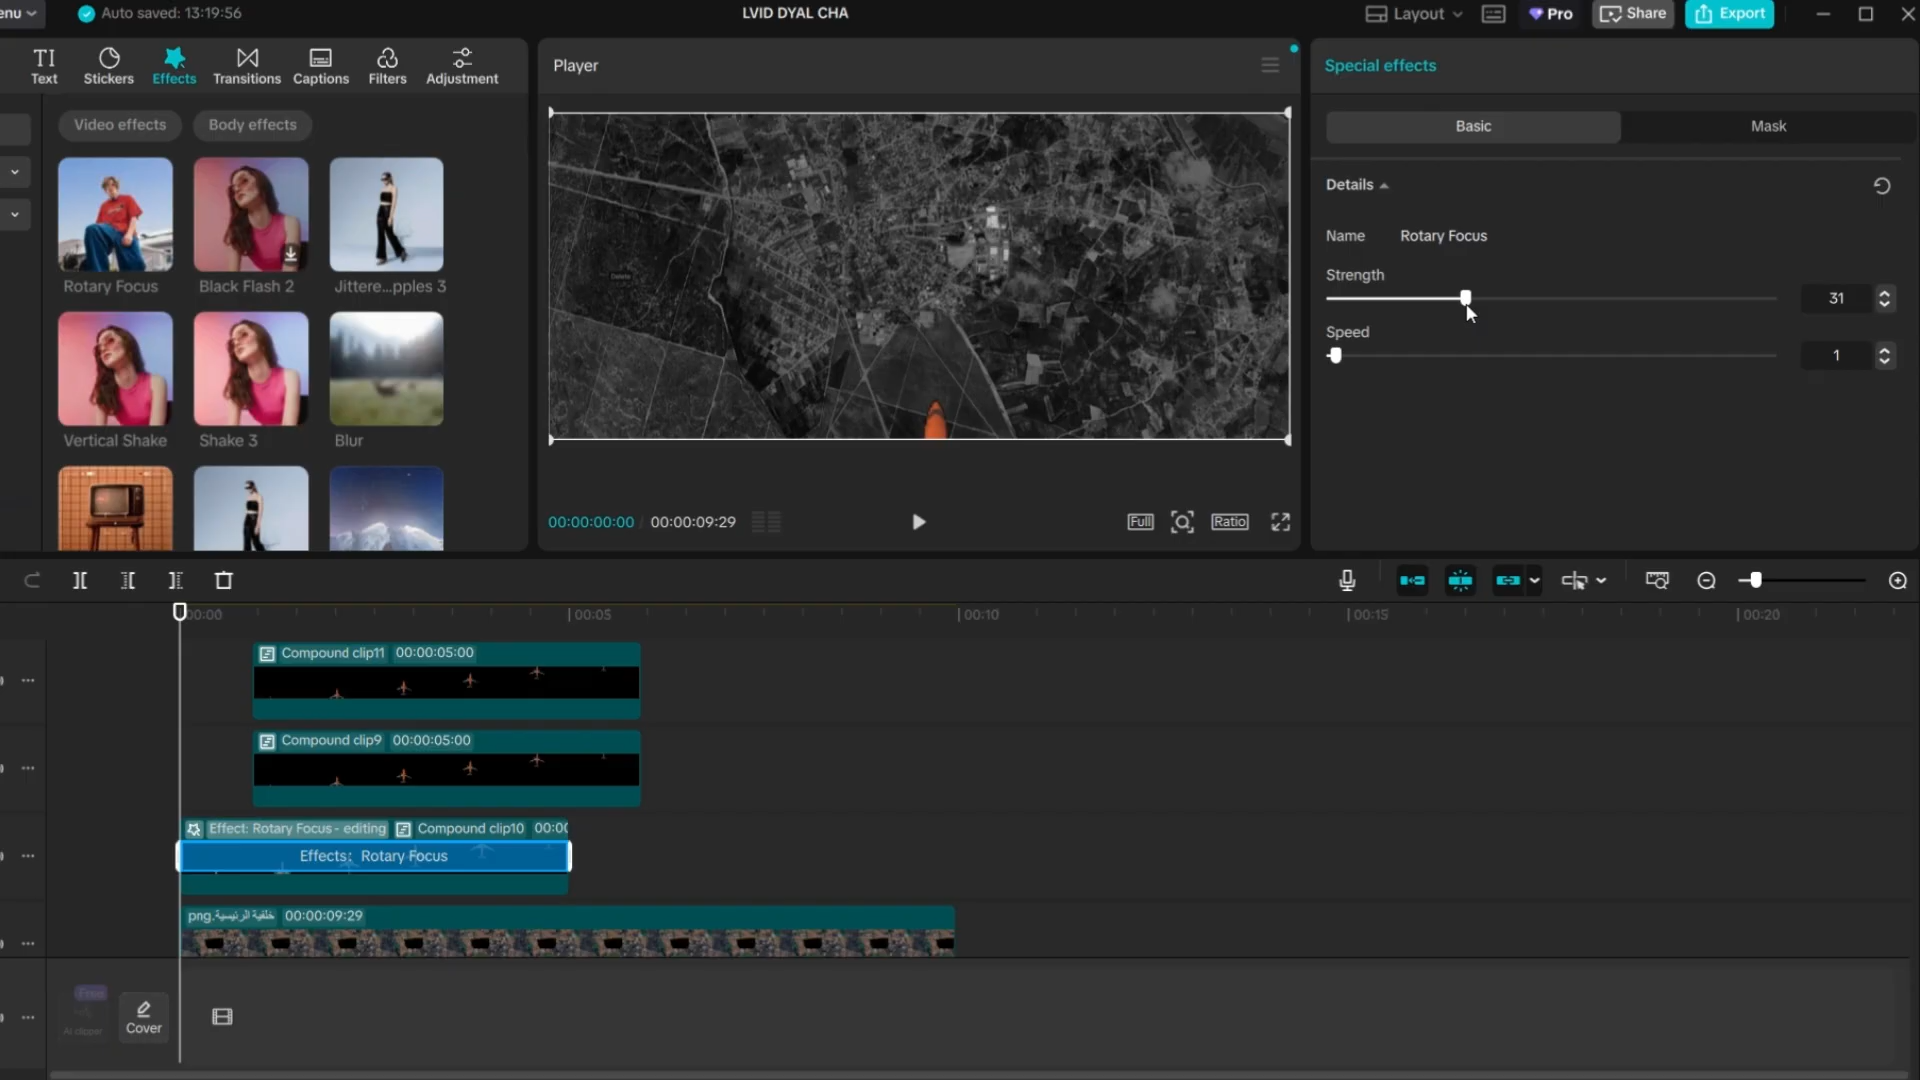 enu
Auto saved: 13:19:56
LVID DYAL CHA
Layout
Pro
Share
Export
TI
Text
Stickers
Effects
Transitions
Captions
Filters
Adjustment
Video effects
Body effects
Rotary Focus
Black Flash 2
Jittere...pples 3
Vertical Shake
Shake 3
Blur
Player
Delete
00:00:00:00
00:00:09:29
Full
Ratio
Special effects
Basic
Mask
Details
Name
Rotary Focus
Strength
31
Speed
1
00:00
00:05
00:10
00:15
00:20
Compound clip11 00:00:05:00
Compound clip9 00:00:05:00
Effect: Rotary Focus - editing
Compound clip10 00:00
Effects: Rotary Focus
خلفية الرئيسية.png 00:00:09:29
Free
AI clipper
Cover